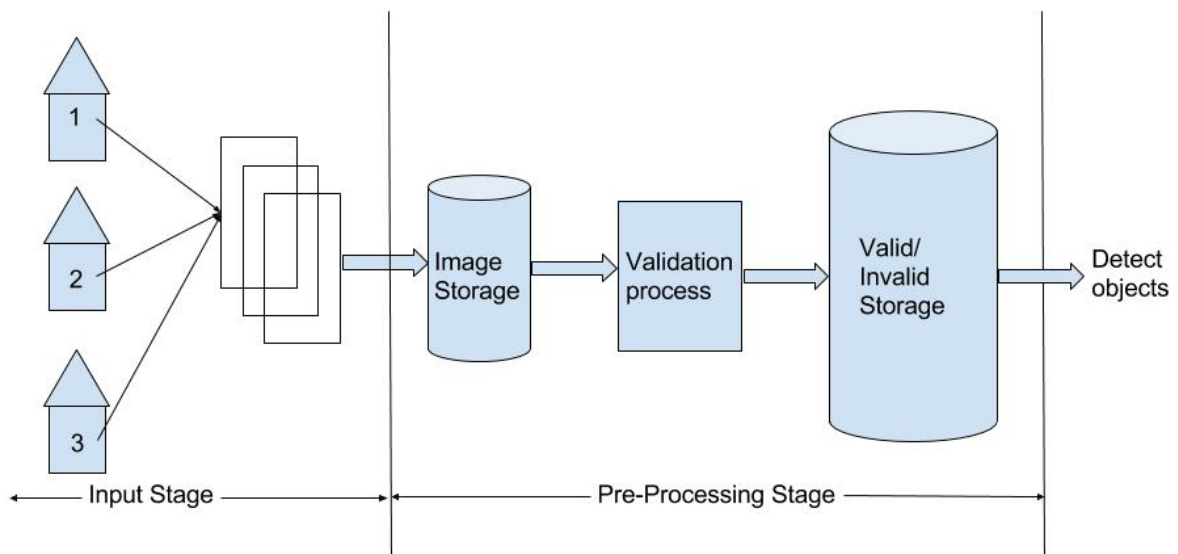 1
2
3
Image
Storage
Validation
process
Valid/
Invalid
Storage
Detect
objects
Input Stage
Pre-Processing Stage